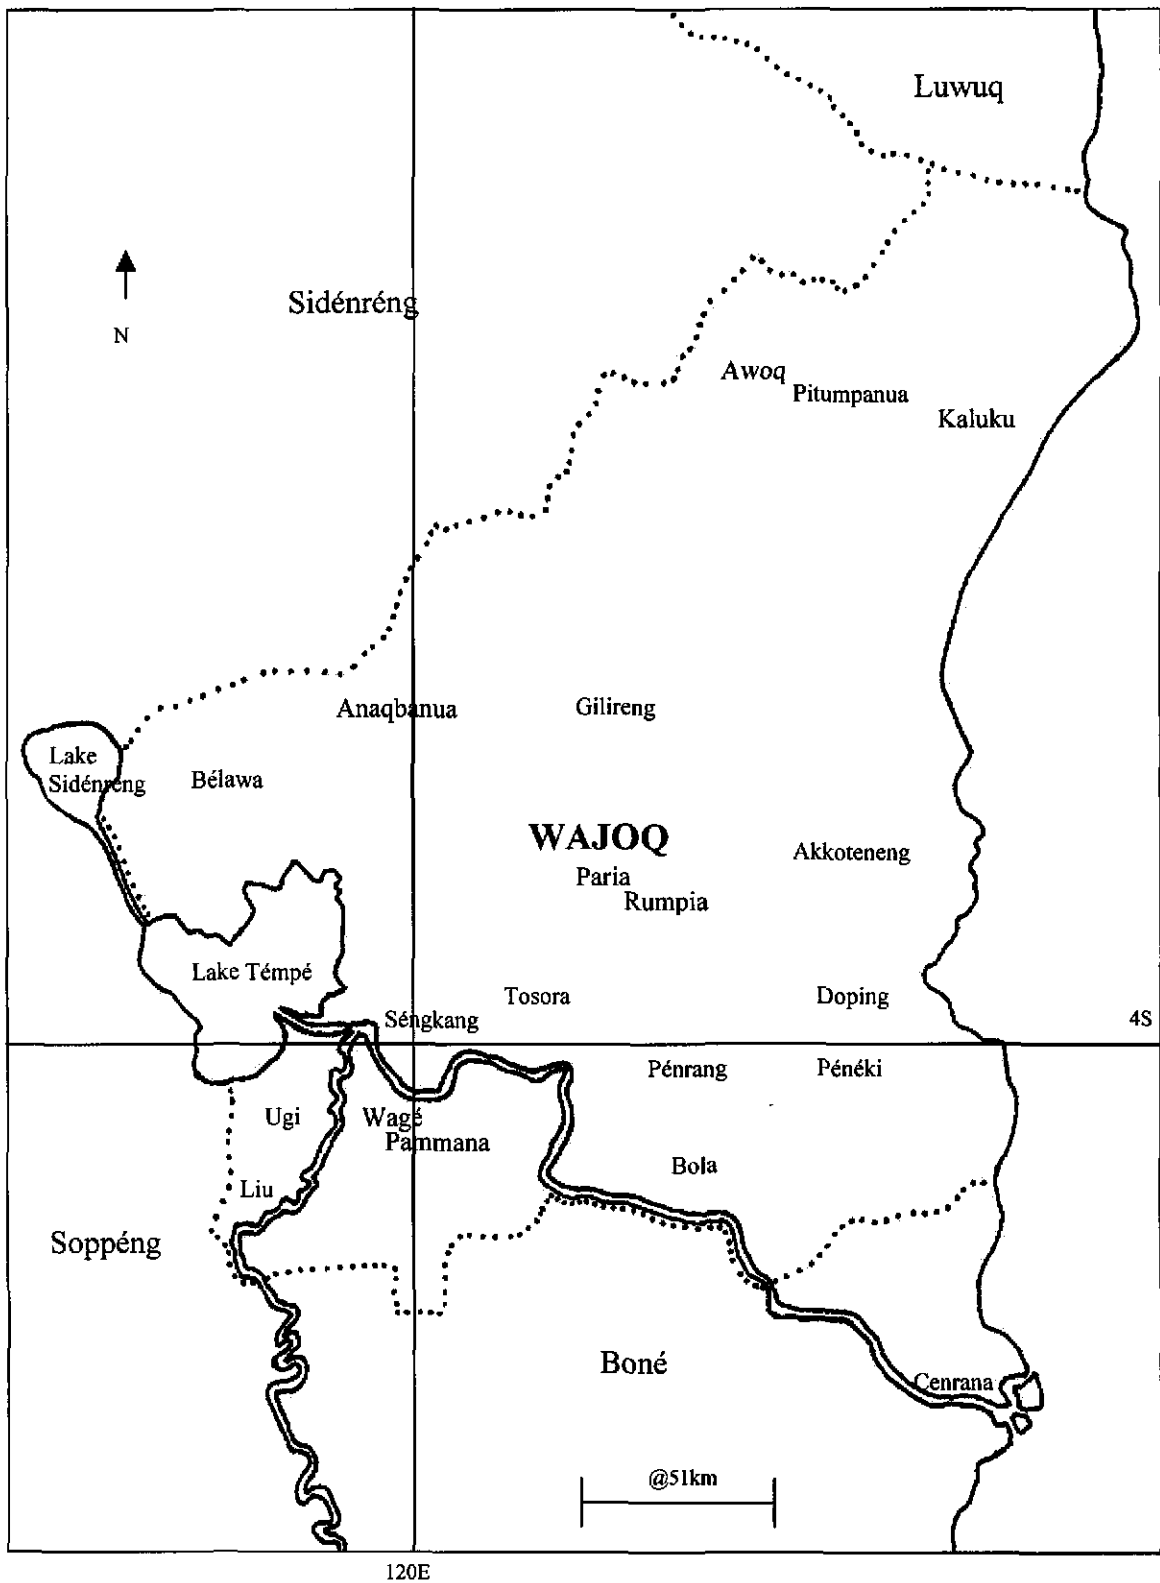 Luwuq
Sidénréng
N
Awoq
Pitumpanua
Kaluku
Anaqbanua
Gilireng
Lake
Sidénréng
Bélawa
WAJOQ
Akkoteneng
Paria
Rumpia
Lake Témpé
Tosora
Doping
Séngkang
4S
Pénrang
Pénéki
Ugi
Wagé
Pammana
Bola
Liu
Soppéng
Boné
Cenrana
@51km
120E